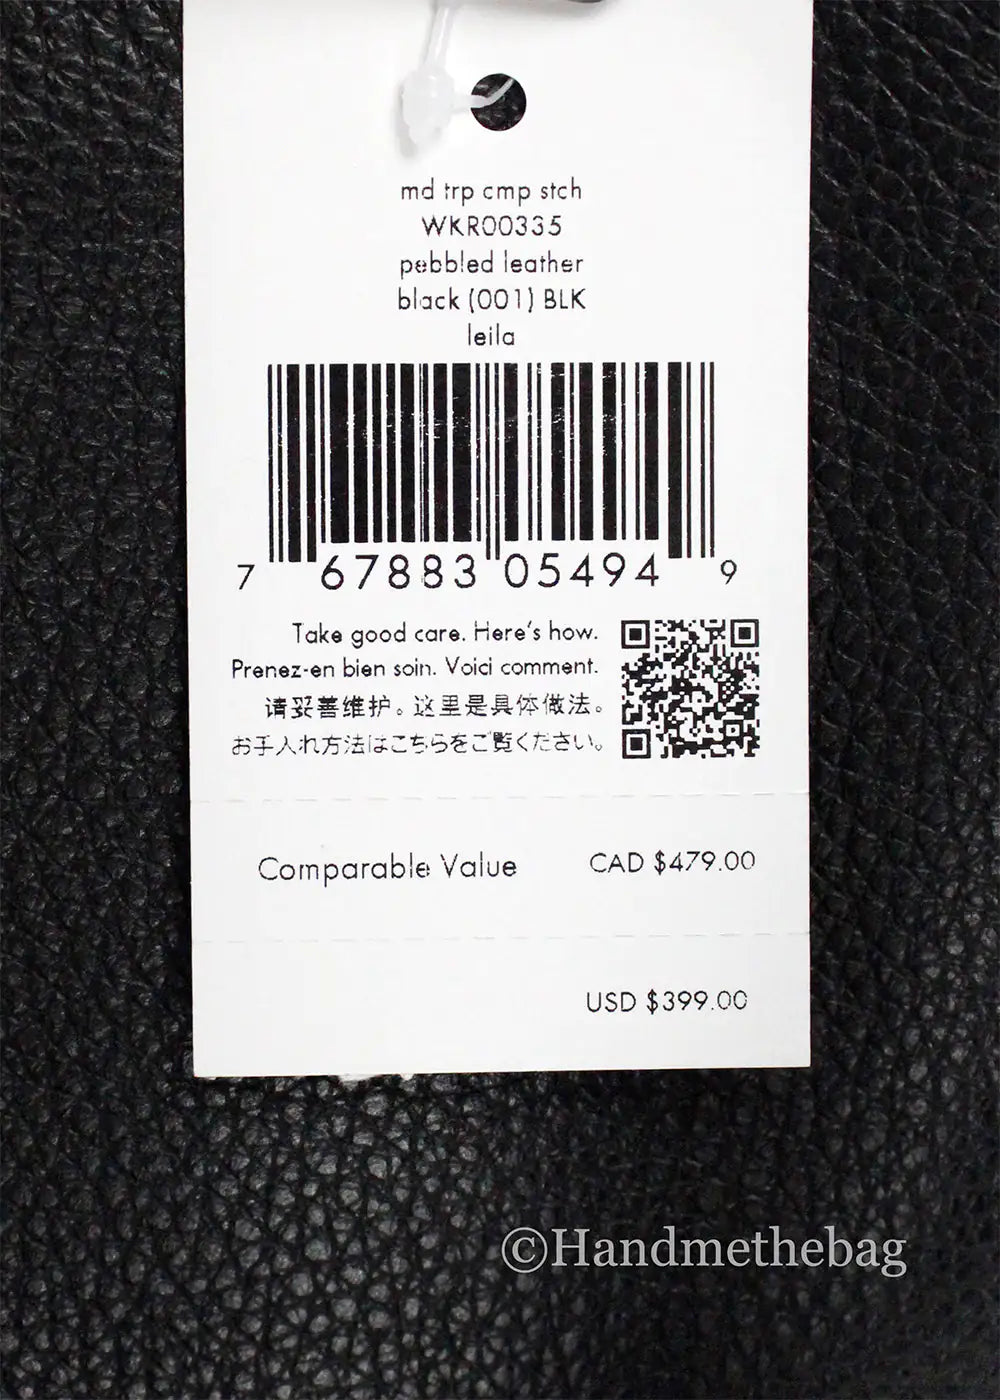 md trp cmp stch
WKR00335
pebbled leather
black (001) BLK
leila
7 67883 05494 9
Take good care. Here's how.
Prenez-en bien soin. Voici comment.
请妥善维护。这里是具体做法。
お手入れ方法はこちらをご覧ください。
Comparable Value CAD $479.00
USD $399.00
©Handmethebag